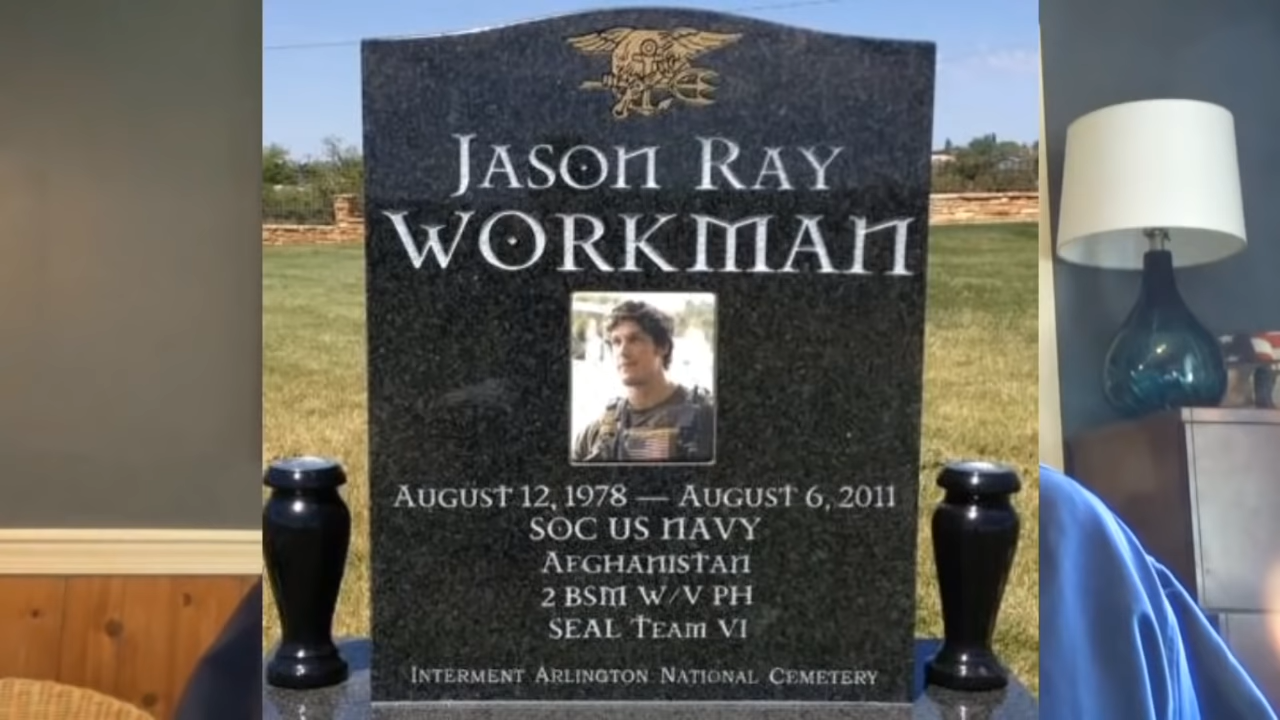 Jason Ray
Workman
August 12, 1978 — August 6, 2011
SOC US Navy
Afghanistan
2 BSM W/V PH
SEAL Team VI
Interment Arlington National Cemetery